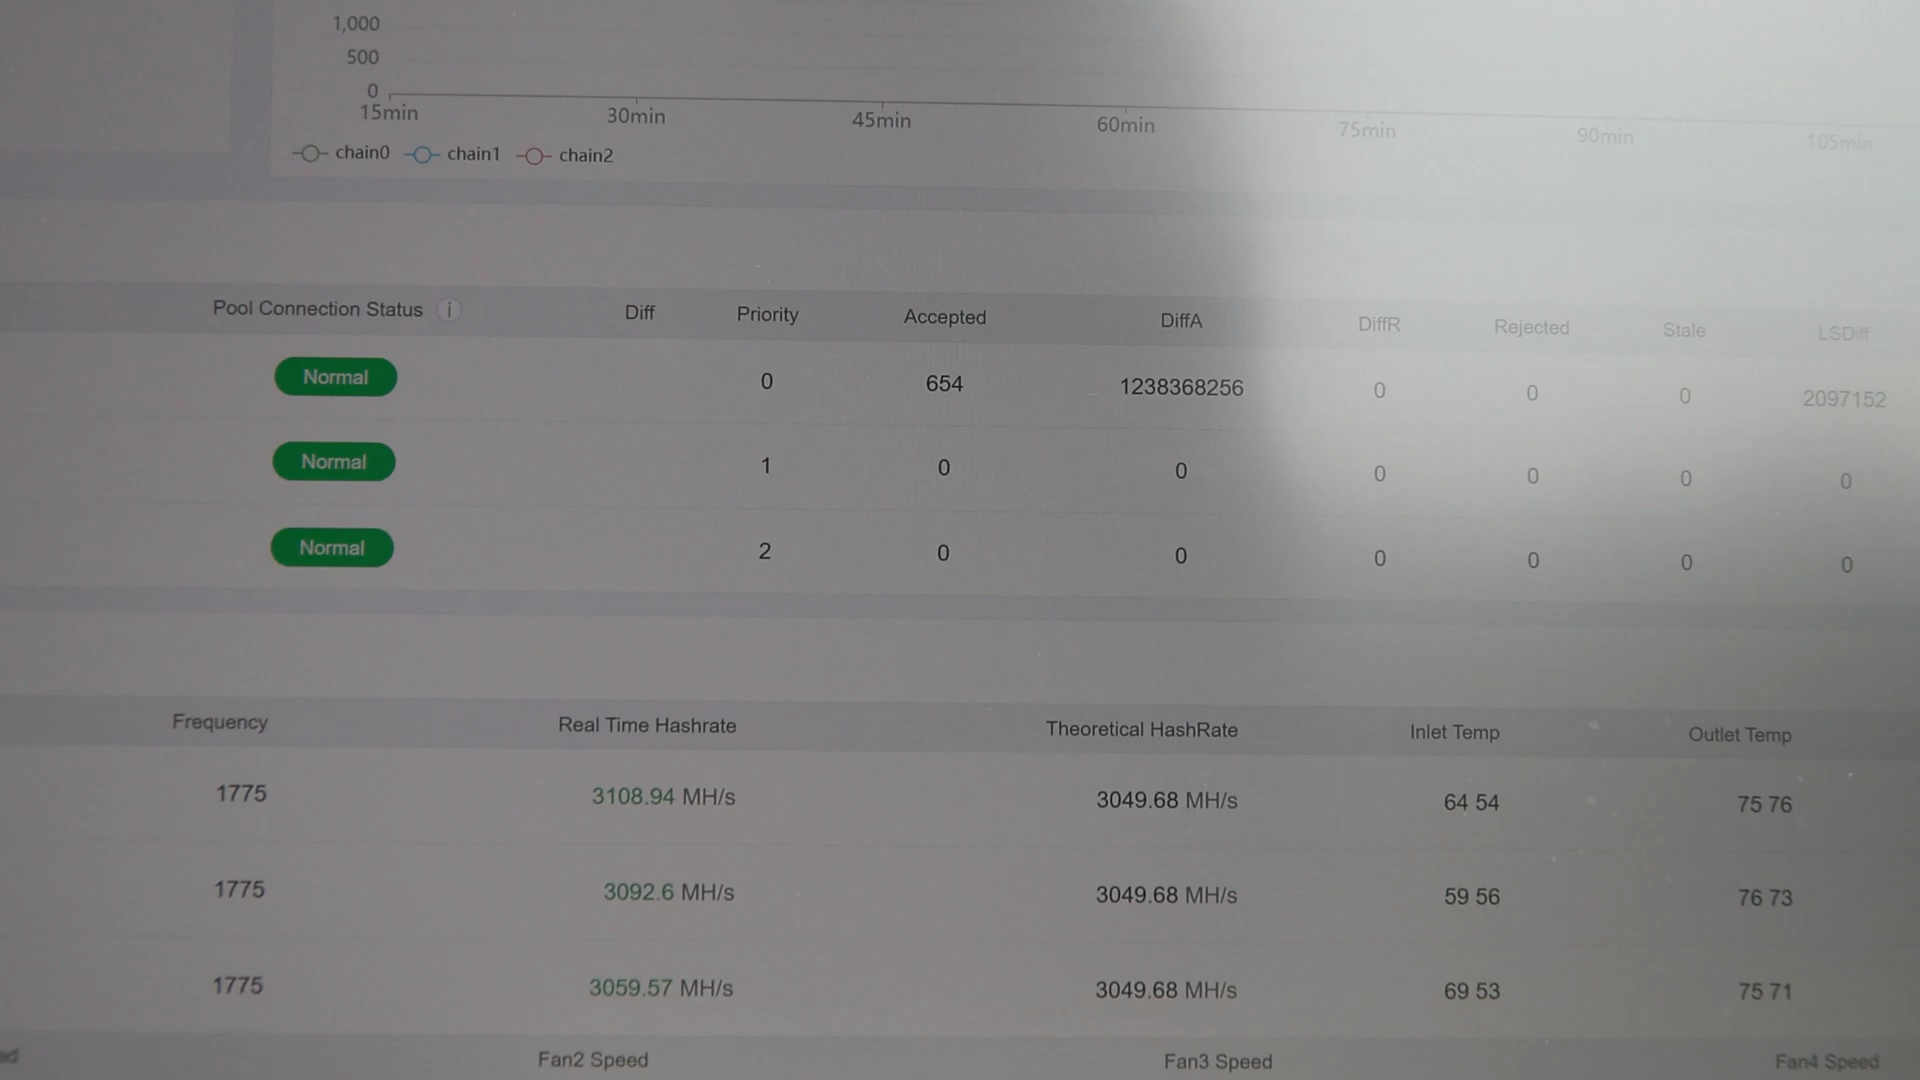 1,000
500
0
15min 30min 45min 60min 75min 90min 105min
chain0 chain1 chain2
Pool Connection Status i Diff Priority Accepted DiffA DiffR Rejected Stale LSDiff
Normal 0 654 1238368256 0 0 0 2097152
Normal 1 0 0 0 0 0 0
Normal 2 0 0 0 0 0 0
Frequency Real Time Hashrate Theoretical HashRate Inlet Temp Outlet Temp
1775 3108.94 MH/s 3049.68 MH/s 64 54 75 76
1775 3092.6 MH/s 3049.68 MH/s 59 56 76 73
1775 3059.57 MH/s 3049.68 MH/s 69 53 75 71
Fan2 Speed Fan3 Speed Fan4 Speed